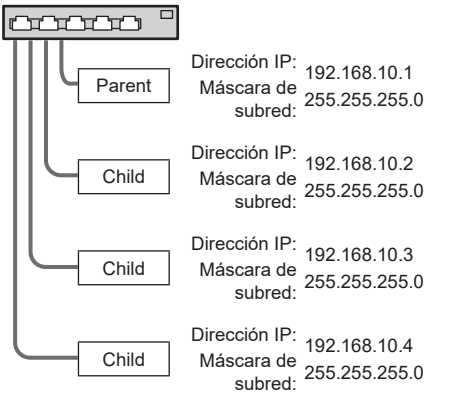 Parent
Dirección IP: 192.168.10.1
Máscara de
subred: 255.255.255.0
Child
Dirección IP: 192.168.10.2
Máscara de
subred: 255.255.255.0
Child
Dirección IP: 192.168.10.3
Máscara de
subred: 255.255.255.0
Child
Dirección IP: 192.168.10.4
Máscara de
subred: 255.255.255.0